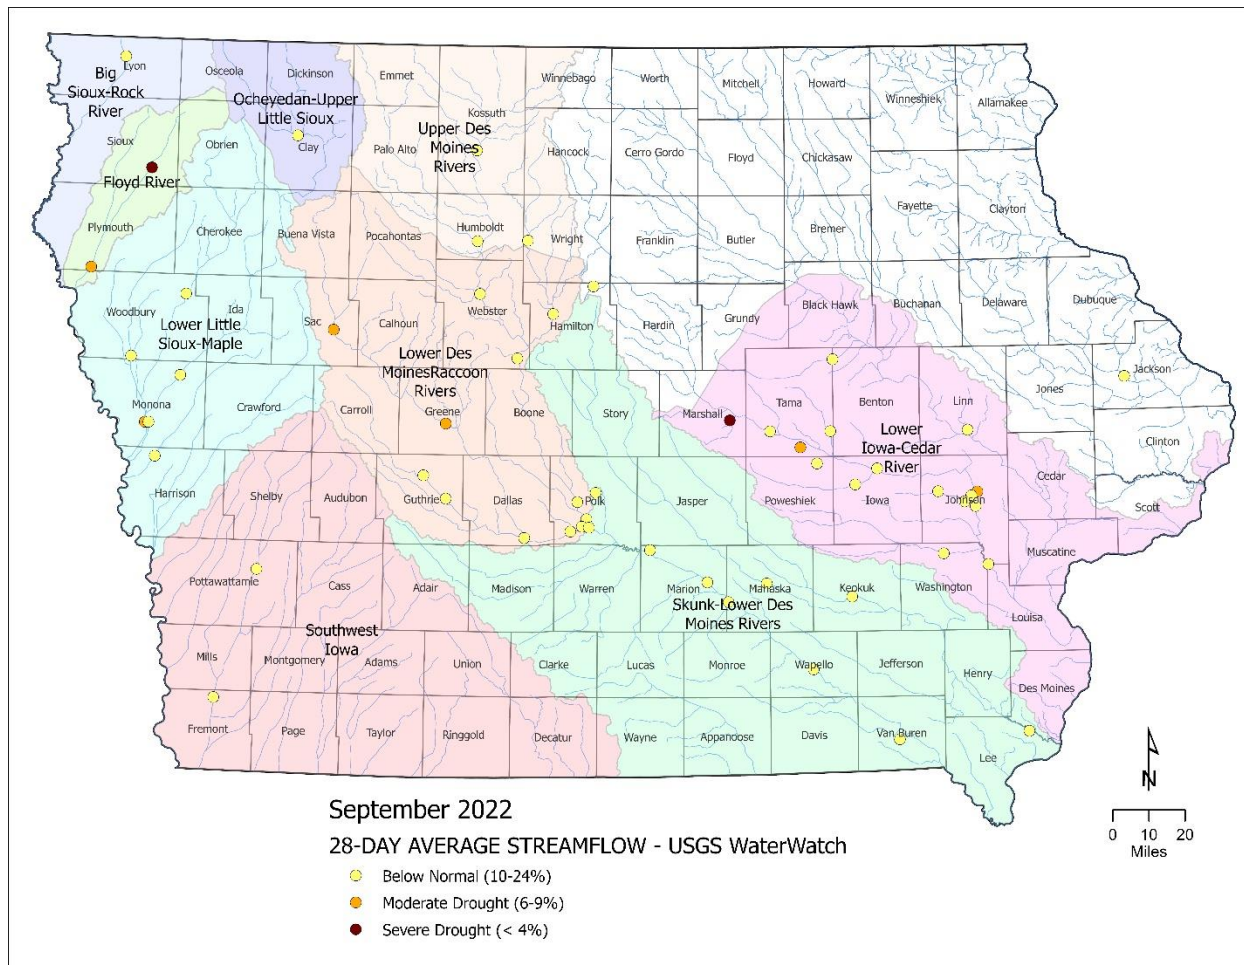 Lyon
Osceola
Dickinson
Emmet
Winnebago
Worth
Mitchell
Howard
Winneshiek
Allamakee
Big
Sioux-Rock
River
Ocheyedan-Upper
Little Sioux
Kossuth
Upper Des
Moines
Rivers
Sioux
Obrien
Clay
Palo Alto
Hancock
Cerro Gordo
Floyd
Chickasaw
Floyd River
Fayette
Clayton
Plymouth
Cherokee
Buena Vista
Pocahontas
Humboldt
Wright
Franklin
Butler
Bremer
Woodbury
Ida
Sac
Calhoun
Webster
Hamilton
Hardin
Grundy
Black Hawk
Buchanan
Delaware
Dubuque
Lower Little
Sioux-Maple
Lower Des
MoinesRaccoon
Rivers
Monona
Crawford
Carroll
Greene
Boone
Story
Marshall
Tama
Benton
Linn
Jones
Jackson
Lower
Iowa-Cedar
River
Clinton
Cedar
Scott
Harrison
Shelby
Audubon
Guthrie
Dallas
Polk
Jasper
Poweshiek
Iowa
Johnson
Muscatine
Pottawattamie
Cass
Adair
Madison
Warren
Marion
Mahaska
Keokuk
Washington
Louisa
Skunk-Lower Des
Moines Rivers
Southwest
Iowa
Mills
Montgomery
Adams
Union
Clarke
Lucas
Monroe
Wapello
Jefferson
Henry
Des Moines
Fremont
Page
Taylor
Ringgold
Decatur
Wayne
Appanoose
Davis
Van Buren
Lee
N
0 10 20
Miles
September 2022
28-DAY AVERAGE STREAMFLOW - USGS WaterWatch
Below Normal (10-24%)
Moderate Drought (6-9%)
Severe Drought (< 4%)